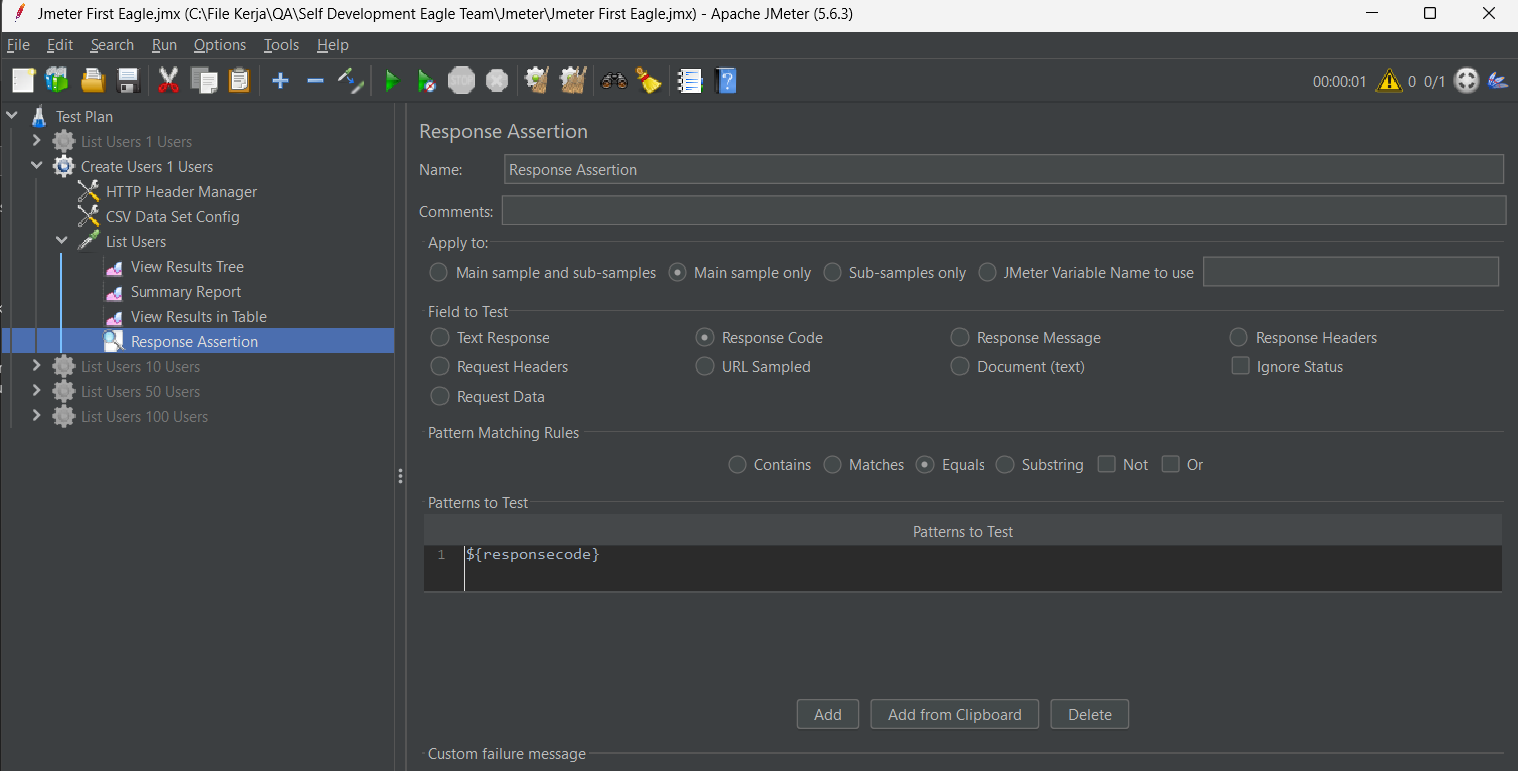 Jmeter First Eagle.jmx (C:\File Kerja\QA\Self Development Eagle Team\Jmeter\Jmeter First Eagle.jmx) - Apache JMeter (5.6.3)
File Edit Search Run Options Tools Help
STOP 00:00:01 0 0/1
Test Plan
List Users 1 Users
Create Users 1 Users
HTTP Header Manager
CSV Data Set Config
List Users
View Results Tree
Summary Report
View Results in Table
Response Assertion
List Users 10 Users
List Users 50 Users
List Users 100 Users
Response Assertion
Name: Response Assertion
Comments:
Apply to:
Main sample and sub-samples Main sample only Sub-samples only JMeter Variable Name to use
Field to Test
Text Response Response Code Response Message Response Headers
Request Headers URL Sampled Document (text) Ignore Status
Request Data
Pattern Matching Rules
Contains Matches Equals Substring Not Or
Patterns to Test
Patterns to Test
1 ${responsecode}
Add Add from Clipboard Delete
Custom failure message